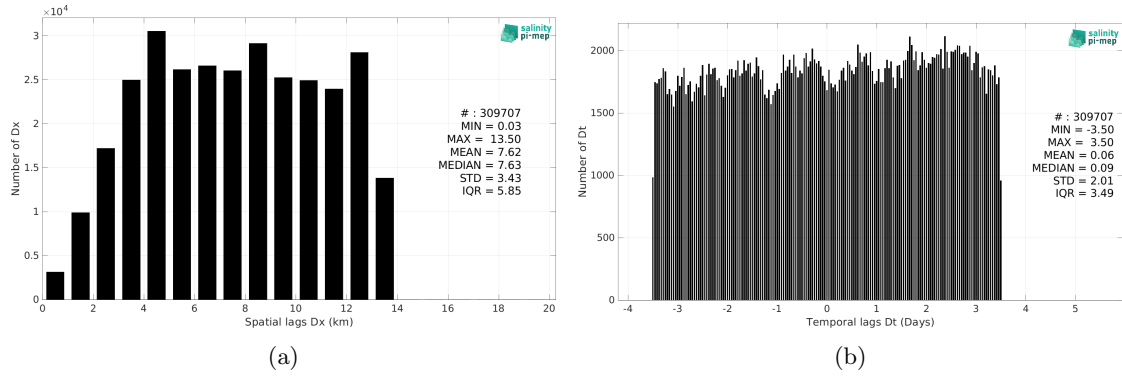 ×10⁴
3
2.5
2
1.5
1
0.5
0
Number of Dx
0 2 4 6 8 10 12 14 16 18 20
Spatial lags Dx (km)
salinity
pi-mep
# : 309707
MIN = 0.03
MAX = 13.50
MEAN = 7.62
MEDIAN = 7.63
STD = 3.43
IQR = 5.85
(a)
2000
1500
1000
500
0
Number of Dt
-4 -3 -2 -1 0 1 2 3 4 5
Temporal lags Dt (Days)
salinity
pi-mep
# : 309707
MIN = -3.50
MAX = 3.50
MEAN = 0.06
MEDIAN = 0.09
STD = 2.01
IQR = 3.49
(b)